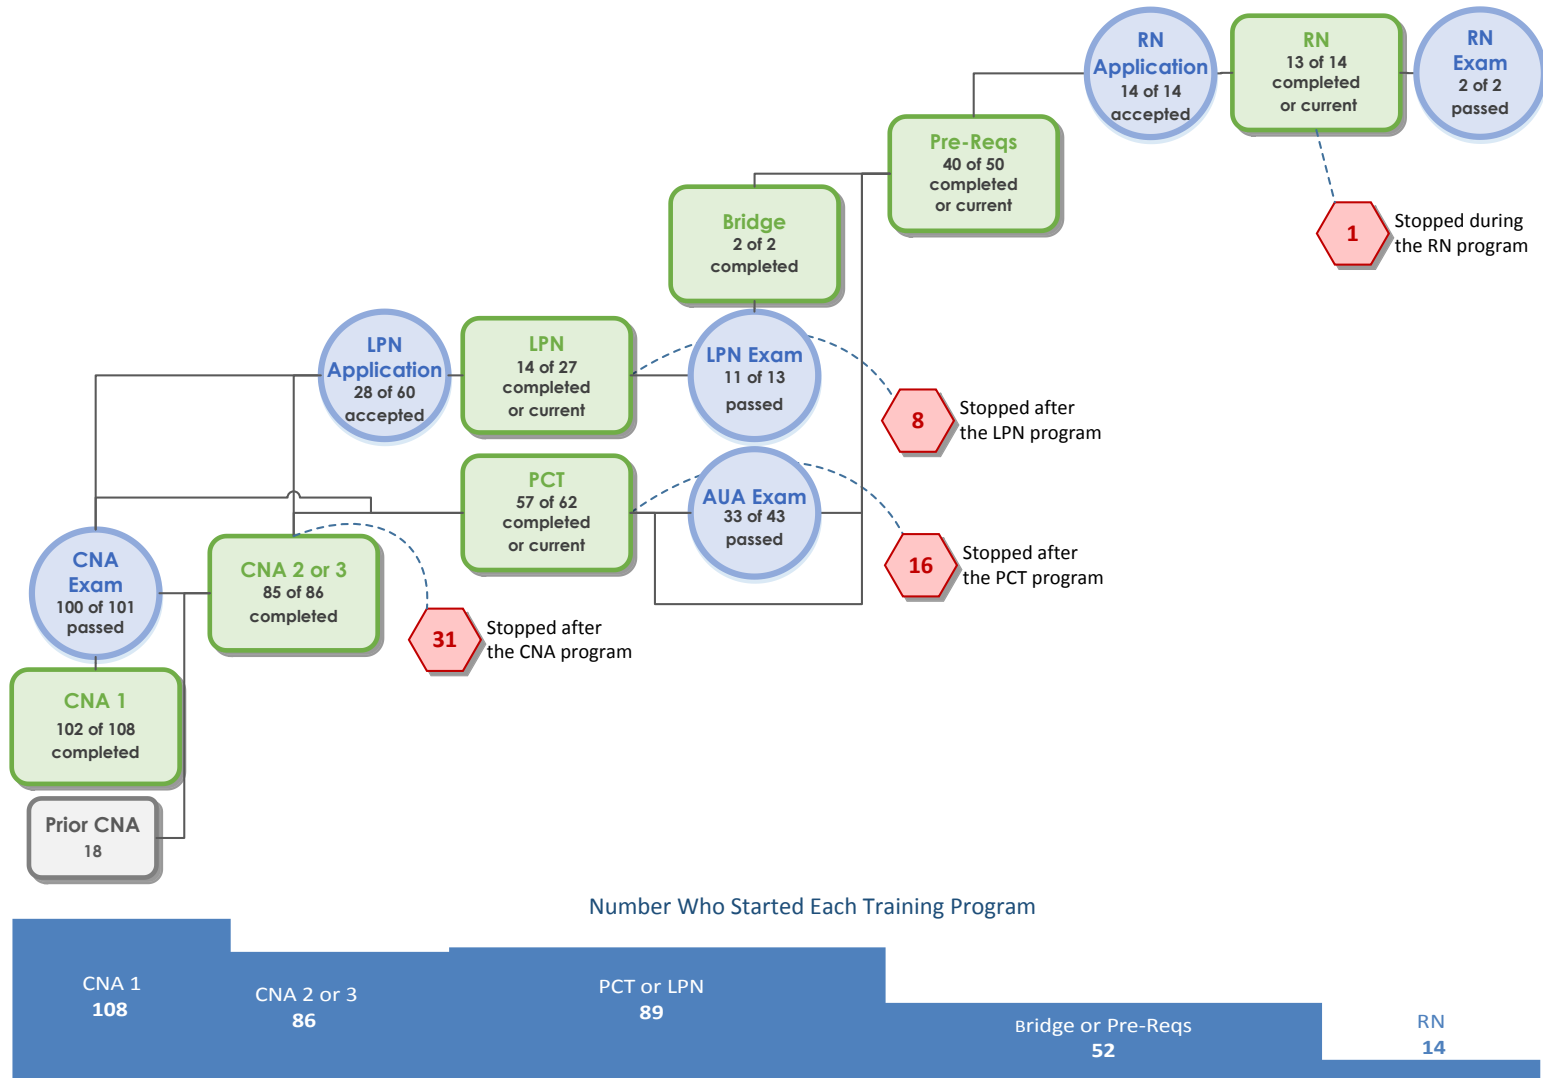 RN
Application
14 of 14
accepted
RN
13 of 14
completed
or current
RN
Exam
2 of 2
passed
Pre-Reqs
40 of 50
completed
or current
1
Stopped during
the RN program
Bridge
2 of 2
completed
LPN
Application
28 of 60
accepted
LPN
14 of 27
completed
or current
LPN Exam
11 of 13
passed
8
Stopped after
the LPN program
PCT
57 of 62
completed
or current
AUA Exam
33 of 43
passed
16
Stopped after
the PCT program
CNA
Exam
100 of 101
passed
CNA 2 or 3
85 of 86
completed
31
Stopped after
the CNA program
CNA 1
102 of 108
completed
Prior CNA
18
Number Who Started Each Training Program
CNA 1
108
CNA 2 or 3
86
PCT or LPN
89
Bridge or Pre-Reqs
52
RN
14